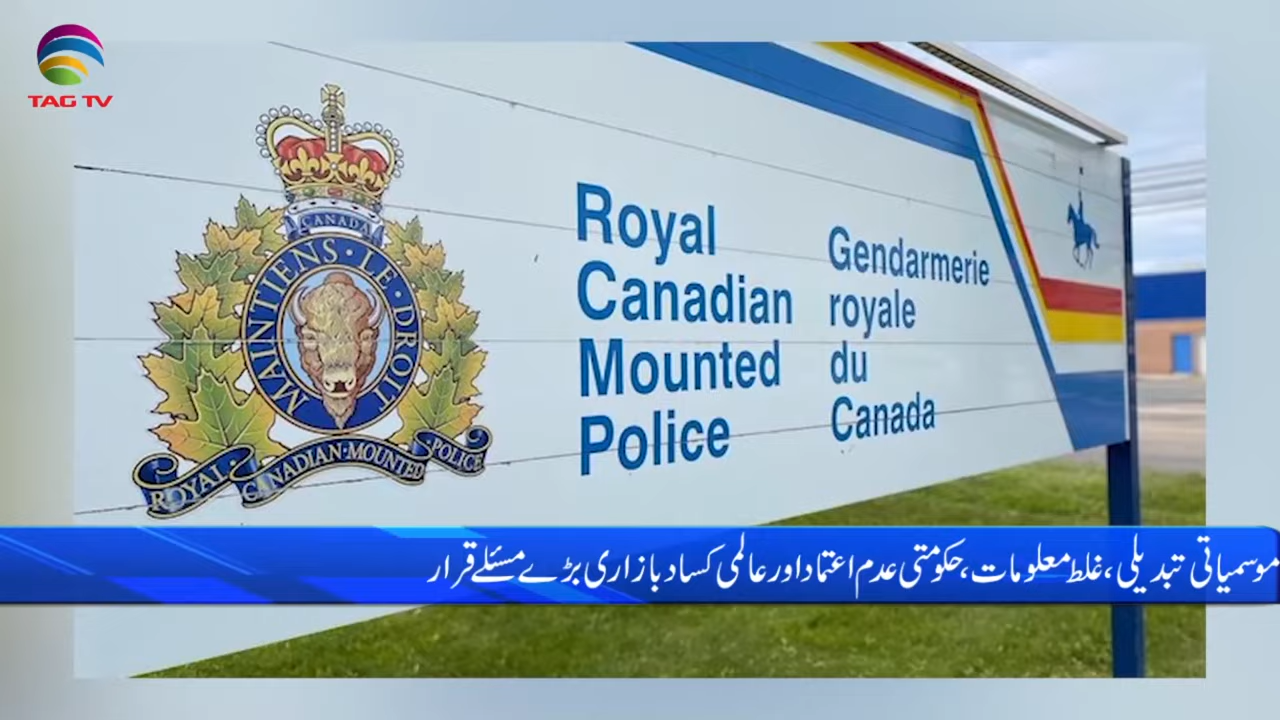 TAG TV
CANADA
MAINTIENS · LE · DROIT
ROYAL · CANADIAN · MOUNTED · POLICE
Royal
Canadian
Mounted
Police
Gendarmerie
royale
du
Canada
موسمیاتی تبدیلی ،غلط معلومات ،حکومتی عدم اعتماد اور عالمی کساد بازاری بڑے مسئلے قرار